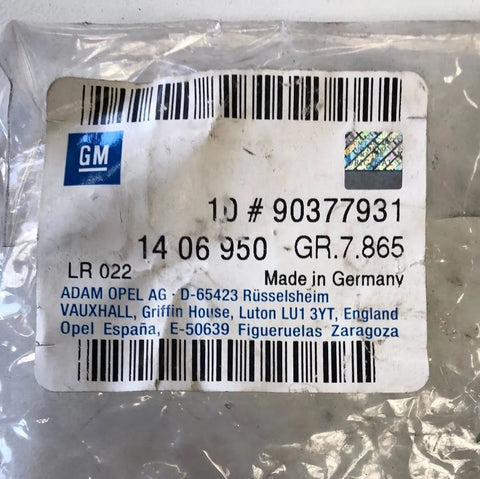 GM
10 # 90377931
14 06 950 GR.7.865
LR 022 Made in Germany
ADAM OPEL AG · D-65423 Rüsselsheim
VAUXHALL, Griffin House, Luton LU1 3YT, England
Opel España, E-50639 Figueruelas Zaragoza